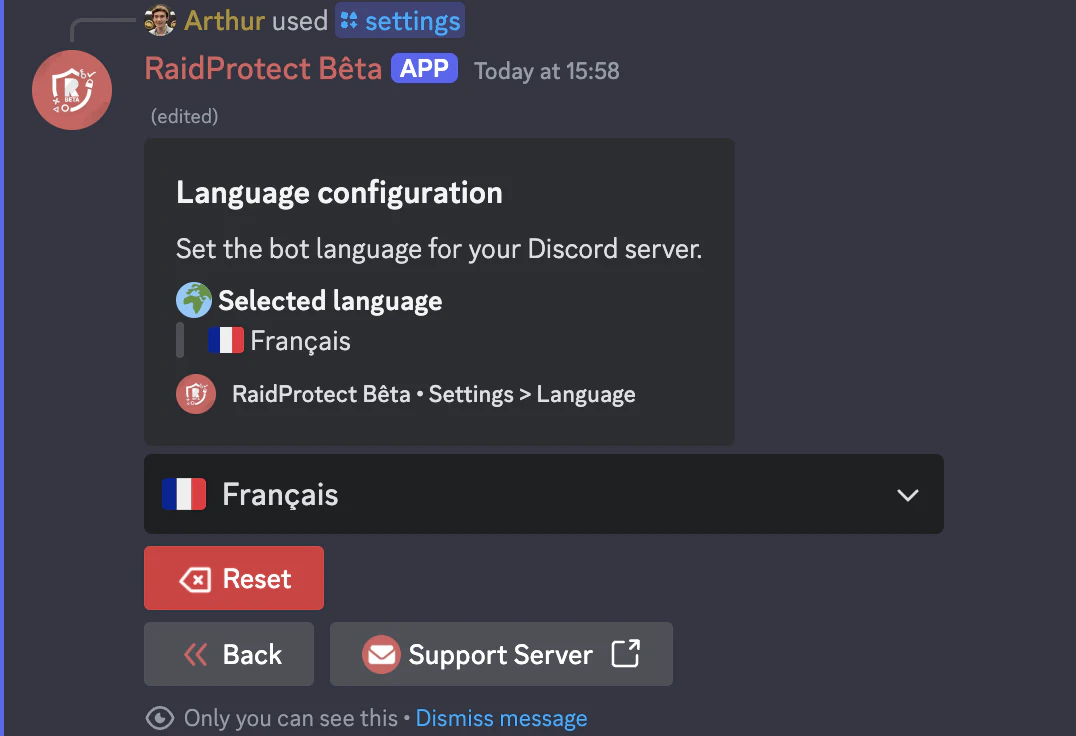 Arthur used settings
RaidProtect Bêta APP Today at 15:58
(edited)
Language configuration
Set the bot language for your Discord server.
Selected language
Français
RaidProtect Bêta • Settings > Language
Français
Reset
Back
Support Server
Only you can see this • Dismiss message